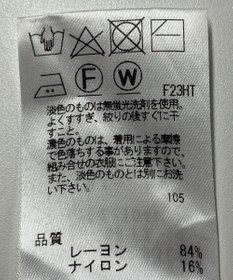 F W F23HT
淡色のものは無蛍光洗剤を使用。
よくすすぎ、絞りの後すぐに干
すこと。
濃色のものは、着用による摩擦
で色落ちする事がありますので、
組み合せの衣服にご注意下さい。
また、淡色のものとは別にお洗
い下さい。
105
品質
レーヨン 84%
ナイロン 16%